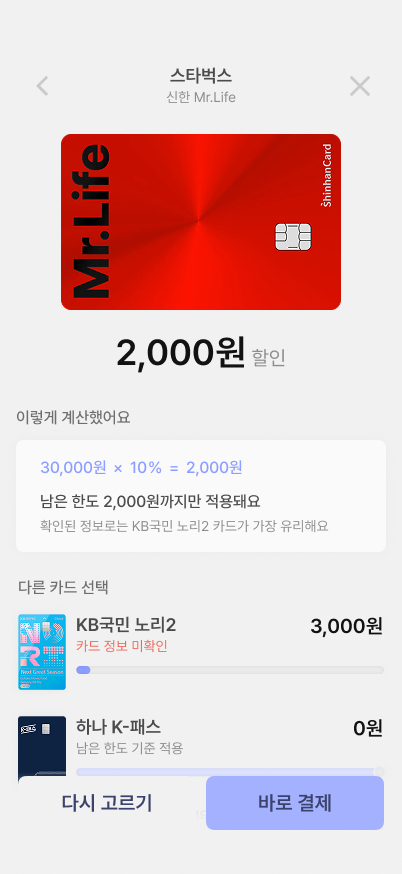 스타벅스
신한 Mr.Life
Mr.Life
ShinhanCard
2,000원 할인
이렇게 계산했어요
30,000원 × 10% = 2,000원
남은 한도 2,000원까지만 적용돼요
확인된 정보로는 KB국민 노리2 카드가 가장 유리해요
다른 카드 선택
KB국민 노리2
3,000원
카드 정보 미확인
NORI
Next Great Season
하나 K-패스
0원
남은 한도 기준 적용
다시 고르기
바로 결제